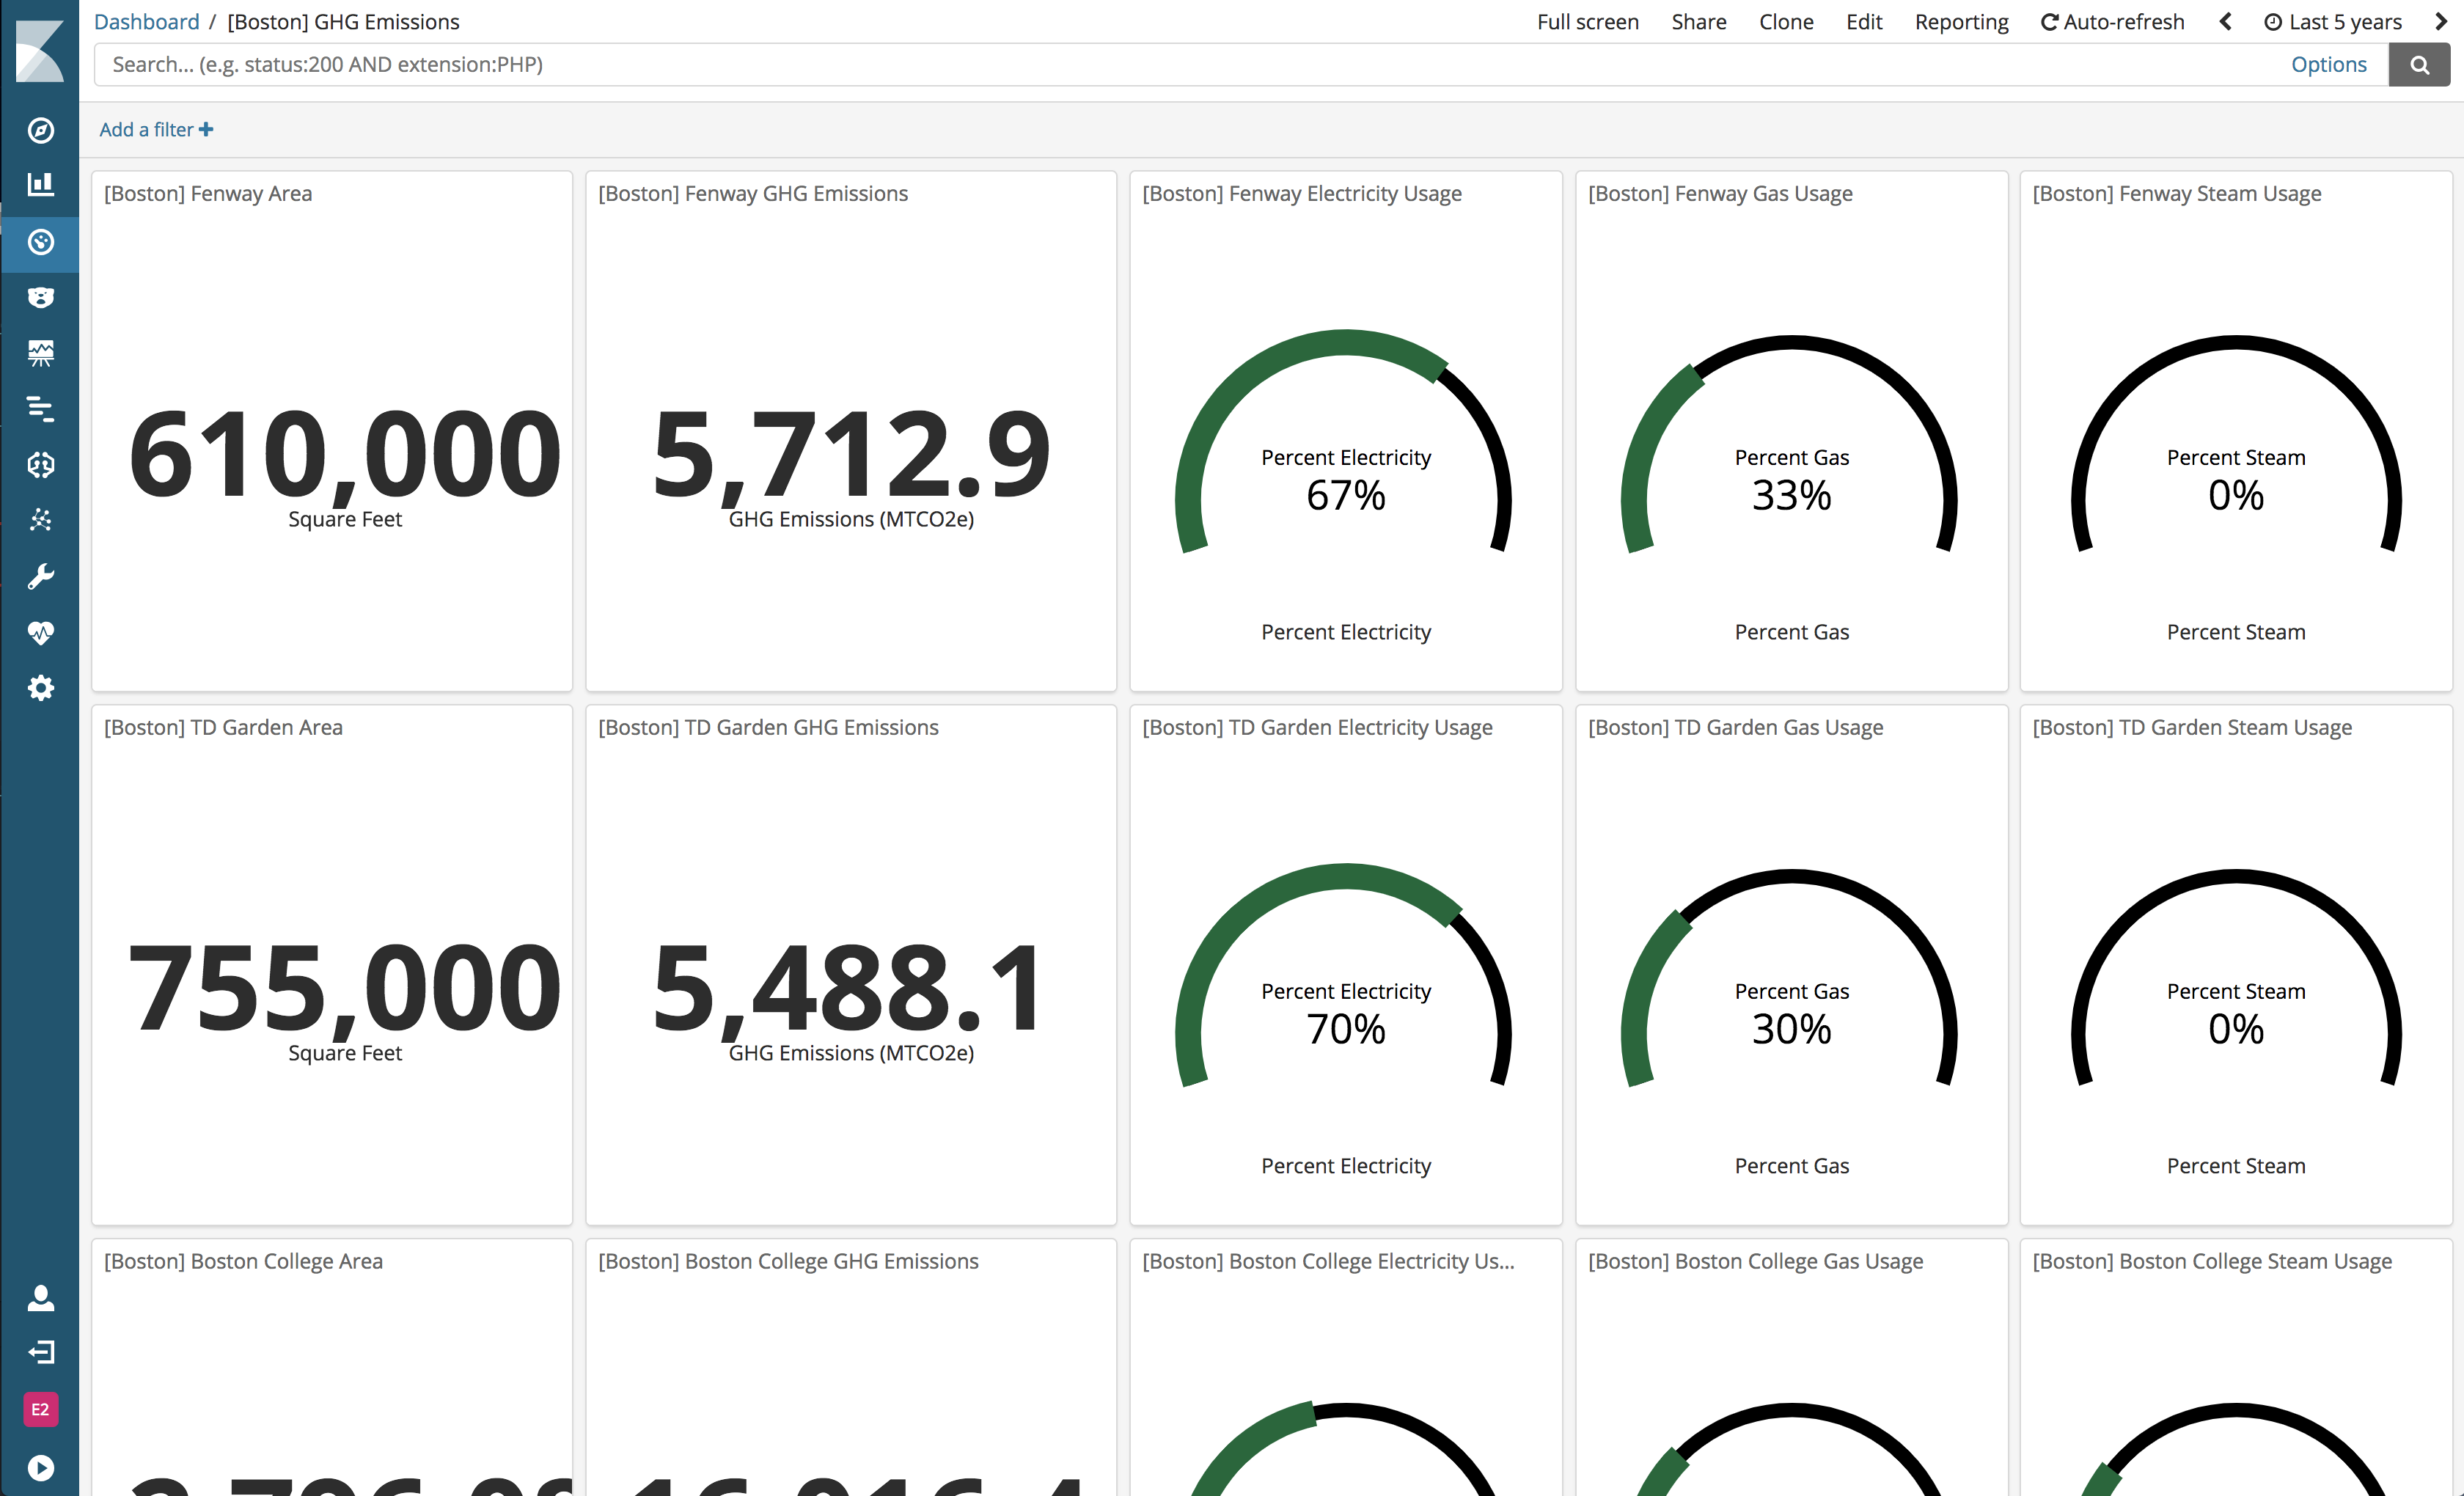 Dashboard / [Boston] GHG Emissions
Full screen Share Clone Edit Reporting Auto-refresh Last 5 years
Search... (e.g. status:200 AND extension:PHP)
Options
Add a filter
[Boston] Fenway Area
610,000
Square Feet
[Boston] Fenway GHG Emissions
5,712.9
GHG Emissions (MTCO2e)
[Boston] Fenway Electricity Usage
Percent Electricity
67%
Percent Electricity
[Boston] Fenway Gas Usage
Percent Gas
33%
Percent Gas
[Boston] Fenway Steam Usage
Percent Steam
0%
Percent Steam
[Boston] TD Garden Area
755,000
Square Feet
[Boston] TD Garden GHG Emissions
5,488.1
GHG Emissions (MTCO2e)
[Boston] TD Garden Electricity Usage
Percent Electricity
70%
Percent Electricity
[Boston] TD Garden Gas Usage
Percent Gas
30%
Percent Gas
[Boston] TD Garden Steam Usage
Percent Steam
0%
Percent Steam
[Boston] Boston College Area
[Boston] Boston College GHG Emissions
[Boston] Boston College Electricity Us...
[Boston] Boston College Gas Usage
[Boston] Boston College Steam Usage
E2